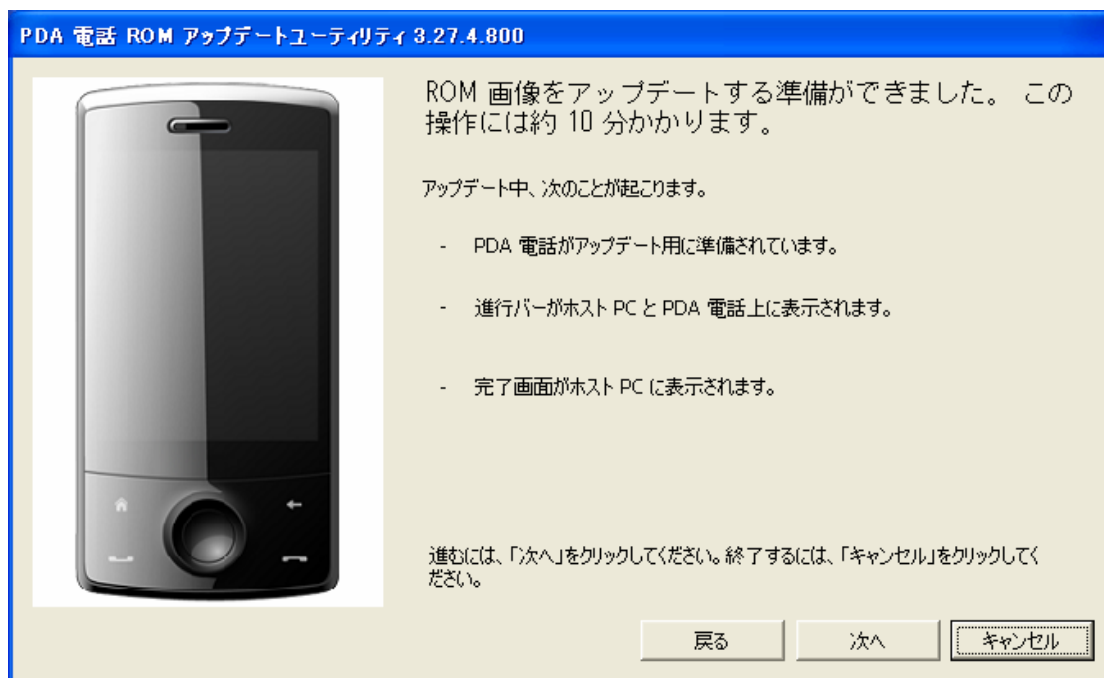 PDA 電話 ROM アップデートユーティリティ 3.27.4.800
ROM 画像をアップデートする準備ができました。 この
操作には約 10 分かかります。
アップデート中、次のことが起こります。
- PDA 電話がアップデート用に準備されています。
- 進行バーがホスト PC と PDA 電話上に表示されます。
- 完了画面がホスト PC に表示されます。
進むには、「次へ」をクリックしてください。終了するには、「キャンセル」をクリックしてく
ださい。
戻る 次へ キャンセル